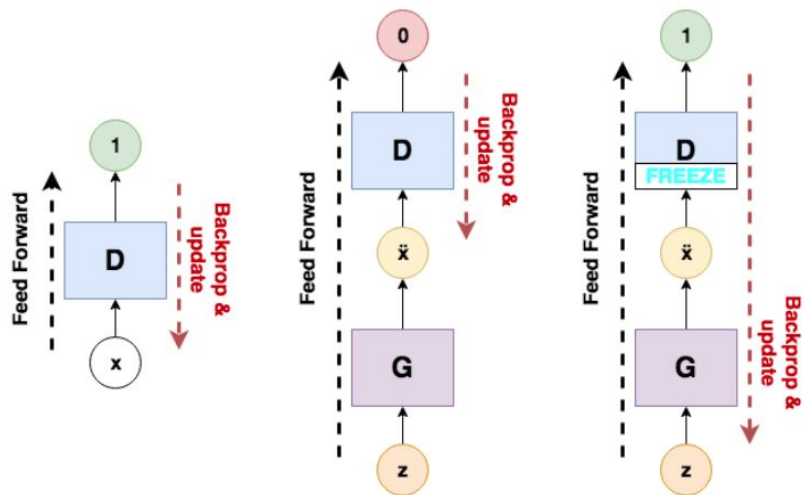 1
Feed Forward
Backprop &
update
D
x
0
Feed Forward
Backprop &
update
D
ẍ
G
z
1
Feed Forward
D
FREEZE
ẍ
Backprop &
update
G
z